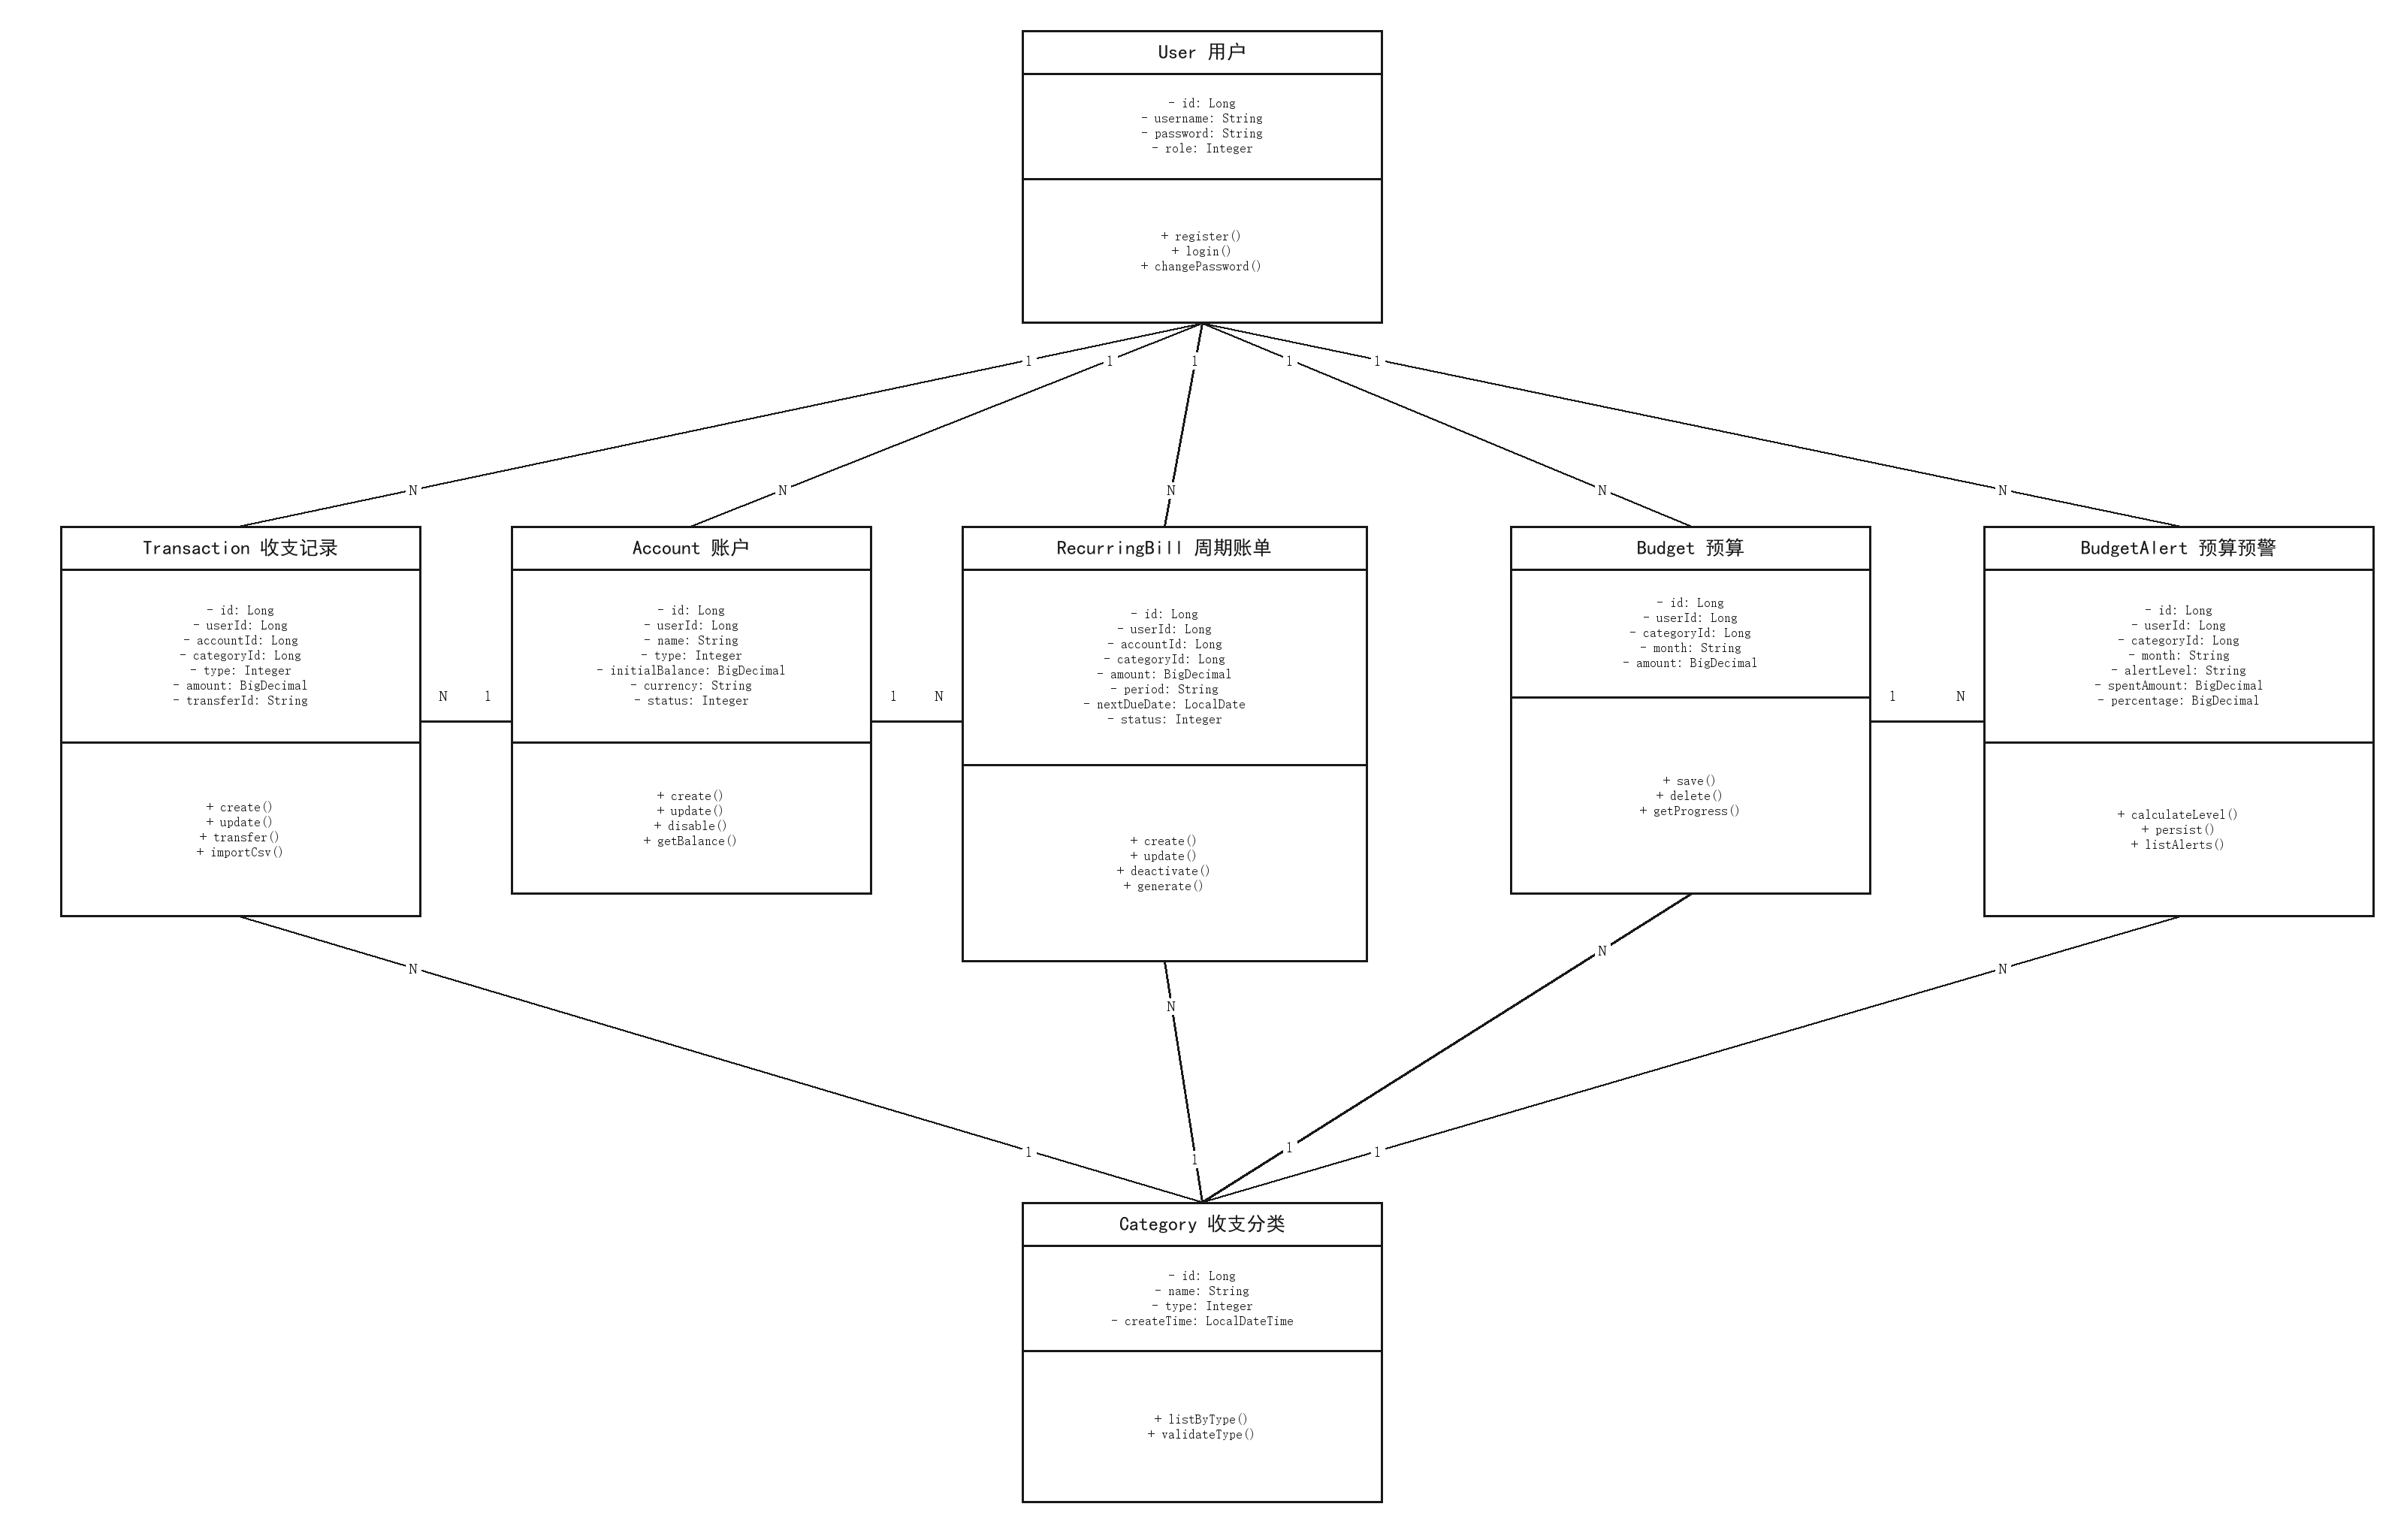 User 用户
- id: Long
- username: String
- password: String
- role: Integer
+ register()
+ login()
+ changePassword()
1
1
1
1
1
N
N
N
N
N
Transaction 收支记录
- id: Long
- userId: Long
- accountId: Long
- categoryId: Long
- type: Integer
- amount: BigDecimal
- transferId: String
+ create()
+ update()
+ transfer()
+ importCsv()
N 1
Account 账户
- id: Long
- userId: Long
- name: String
- type: Integer
- initialBalance: BigDecimal
- currency: String
- status: Integer
+ create()
+ update()
+ disable()
+ getBalance()
1 N
RecurringBill 周期账单
- id: Long
- userId: Long
- accountId: Long
- categoryId: Long
- amount: BigDecimal
- period: String
- nextDueDate: LocalDate
- status: Integer
+ create()
+ update()
+ deactivate()
+ generate()
Budget 预算
- id: Long
- userId: Long
- categoryId: Long
- month: String
- amount: BigDecimal
+ save()
+ delete()
+ getProgress()
1 N
BudgetAlert 预算预警
- id: Long
- userId: Long
- categoryId: Long
- month: String
- alertLevel: String
- spentAmount: BigDecimal
- percentage: BigDecimal
+ calculateLevel()
+ persist()
+ listAlerts()
N
N
N
N
1
1
1
1
Category 收支分类
- id: Long
- name: String
- type: Integer
- createTime: LocalDateTime
+ listByType()
+ validateType()